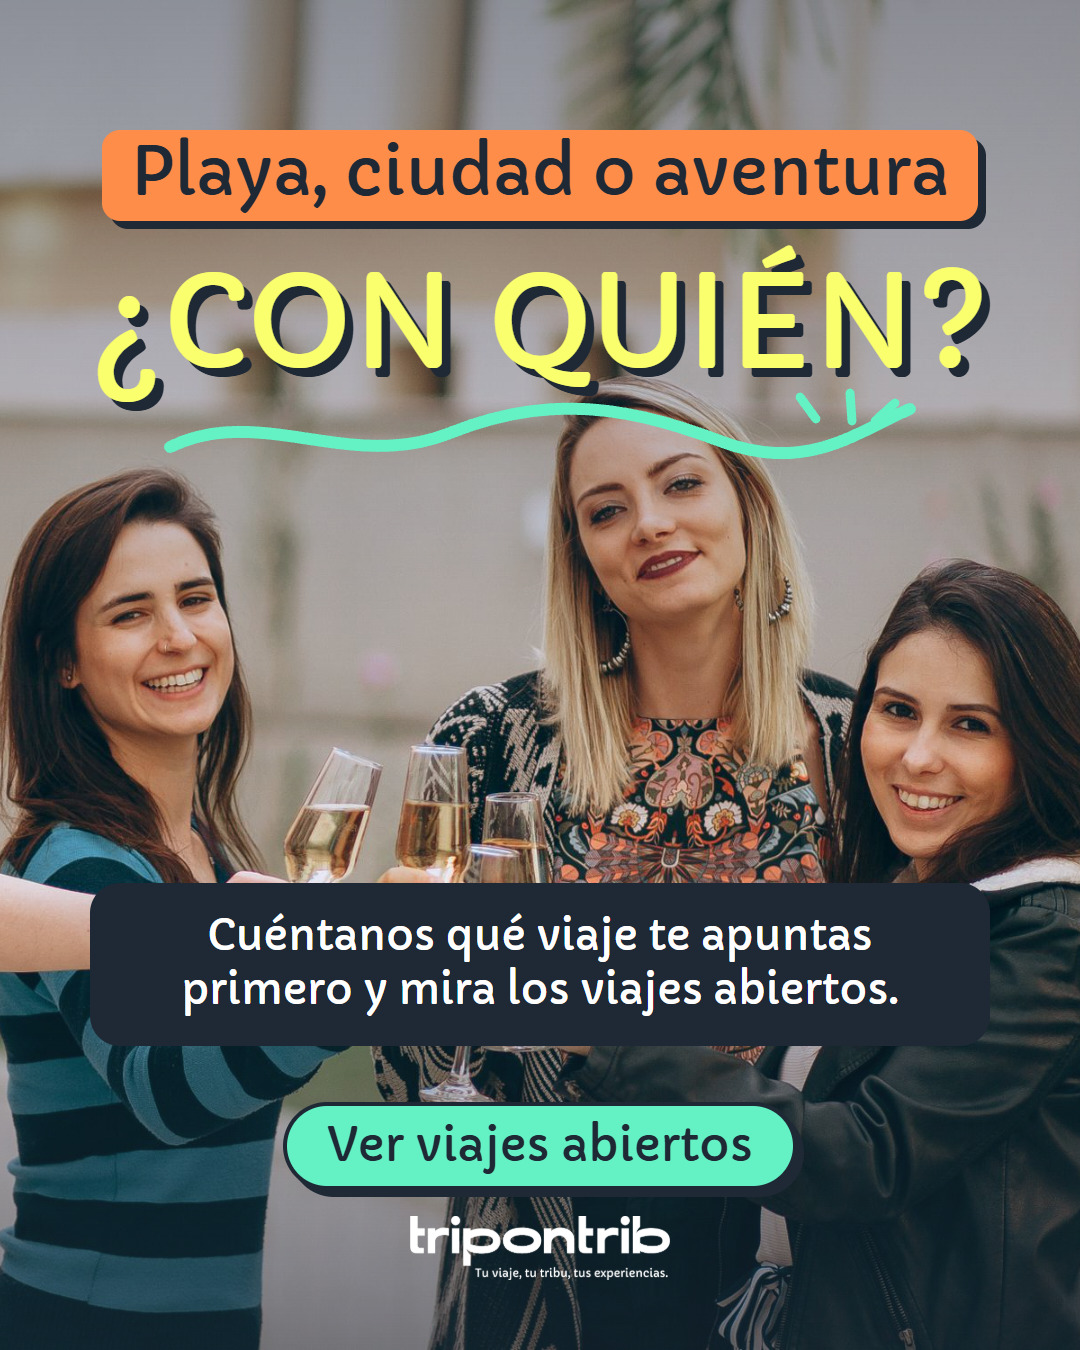 Playa, ciudad o aventura
¿CON QUIÉN?
Cuéntanos qué viaje te apuntas
primero y mira los viajes abiertos.
Ver viajes abiertos
tripontrib
Tu viaje, tu tribu, tus experiencias.